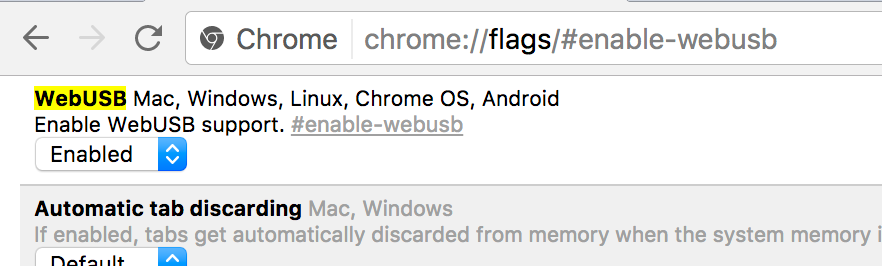 Chrome chrome://flags/#enable-webusb
WebUSB Mac, Windows, Linux, Chrome OS, Android
Enable WebUSB support. #enable-webusb
Enabled
Automatic tab discarding Mac, Windows
If enabled, tabs get automatically discarded from memory when the system memory i
Default